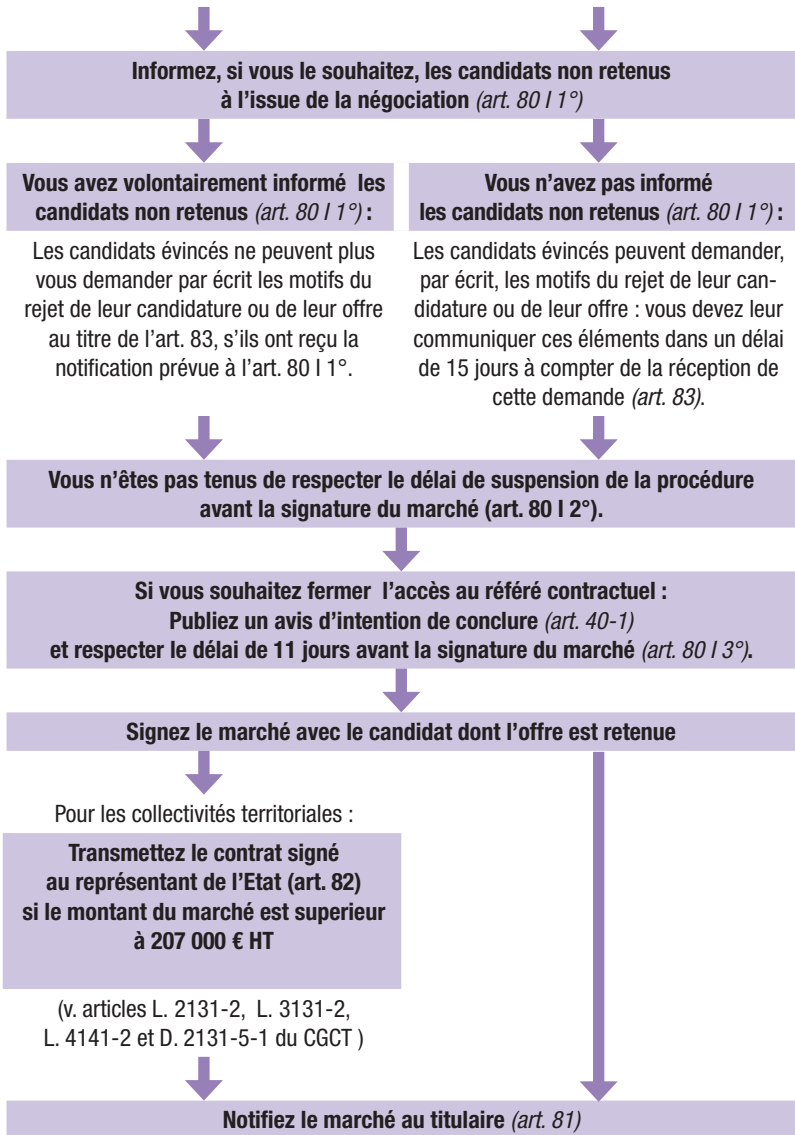 Informez, si vous le souhaitez, les candidats non retenus
à l'issue de la négociation (art. 80 I 1°)
Vous avez volontairement informé les
candidats non retenus (art. 80 I 1°) :
Les candidats évincés ne peuvent plus
vous demander par écrit les motifs du
rejet de leur candidature ou de leur offre
au titre de l'art. 83, s'ils ont reçu la
notification prévue à l'art. 80 I 1°.
Vous n'avez pas informé
les candidats non retenus (art. 80 I 1°) :
Les candidats évincés peuvent demander,
par écrit, les motifs du rejet de leur can-
didature ou de leur offre : vous devez leur
communiquer ces éléments dans un délai
de 15 jours à compter de la réception de
cette demande (art. 83).
Vous n'êtes pas tenus de respecter le délai de suspension de la procédure
avant la signature du marché (art. 80 I 2°).
Si vous souhaitez fermer l'accès au référé contractuel :
Publiez un avis d'intention de conclure (art. 40-1)
et respecter le délai de 11 jours avant la signature du marché (art. 80 I 3°).
Signez le marché avec le candidat dont l'offre est retenue
Pour les collectivités territoriales :
Transmettez le contrat signé
au représentant de l'Etat (art. 82)
si le montant du marché est superieur
à 207 000 € HT
(v. articles L. 2131-2, L. 3131-2,
L. 4141-2 et D. 2131-5-1 du CGCT )
Notifiez le marché au titulaire (art. 81)